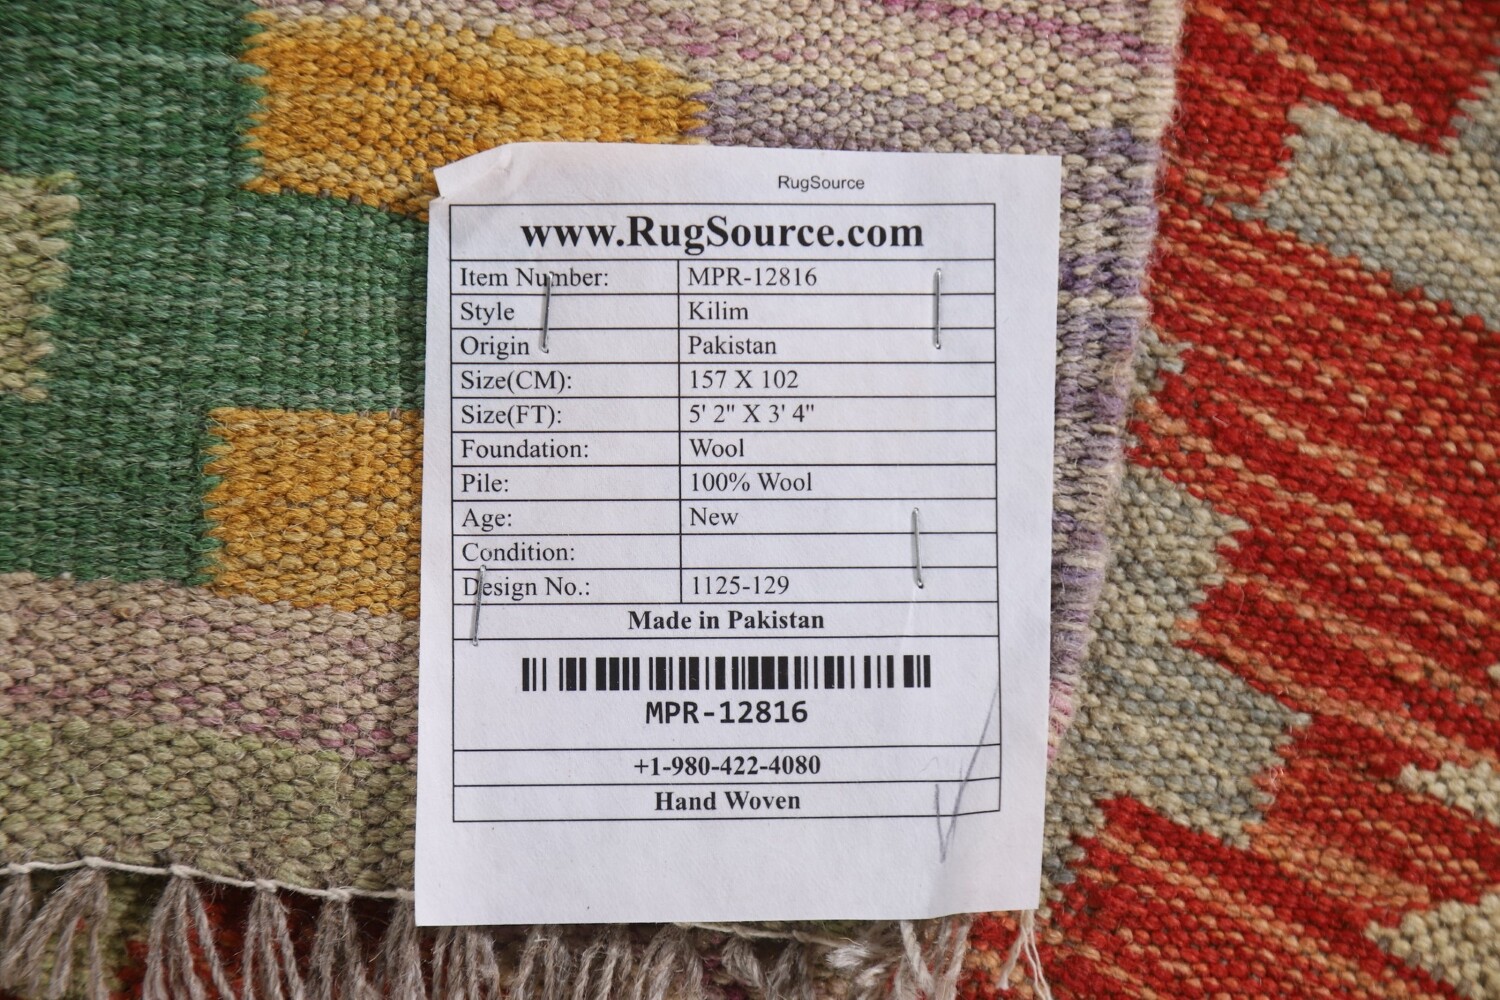 RugSource
www.RugSource.com
Item Number: MPR-12816
Style Kilim
Origin Pakistan
Size(CM): 157 X 102
Size(FT): 5' 2" X 3' 4"
Foundation: Wool
Pile: 100% Wool
Age: New
Condition:
Design No.: 1125-129
Made in Pakistan
MPR-12816
+1-980-422-4080
Hand Woven